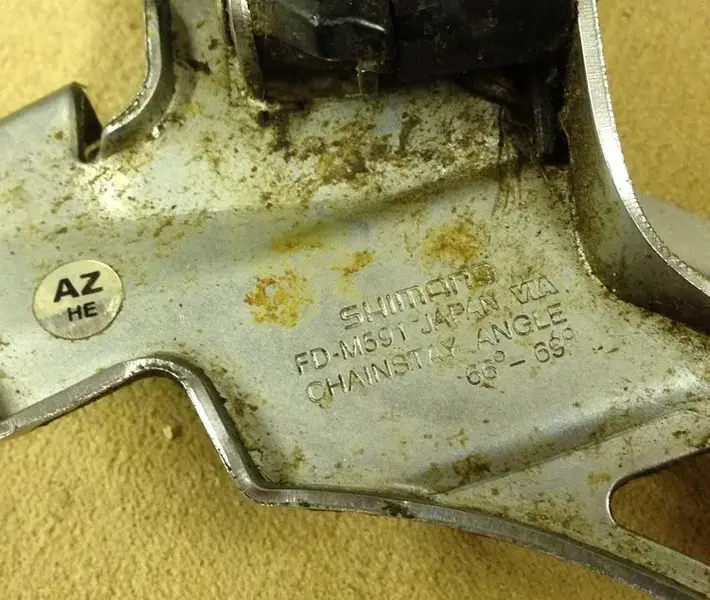 AZ
HE
SHIMANO
FD-M591 JAPAN VIA
CHAINSTAY ANGLE
66°-69°